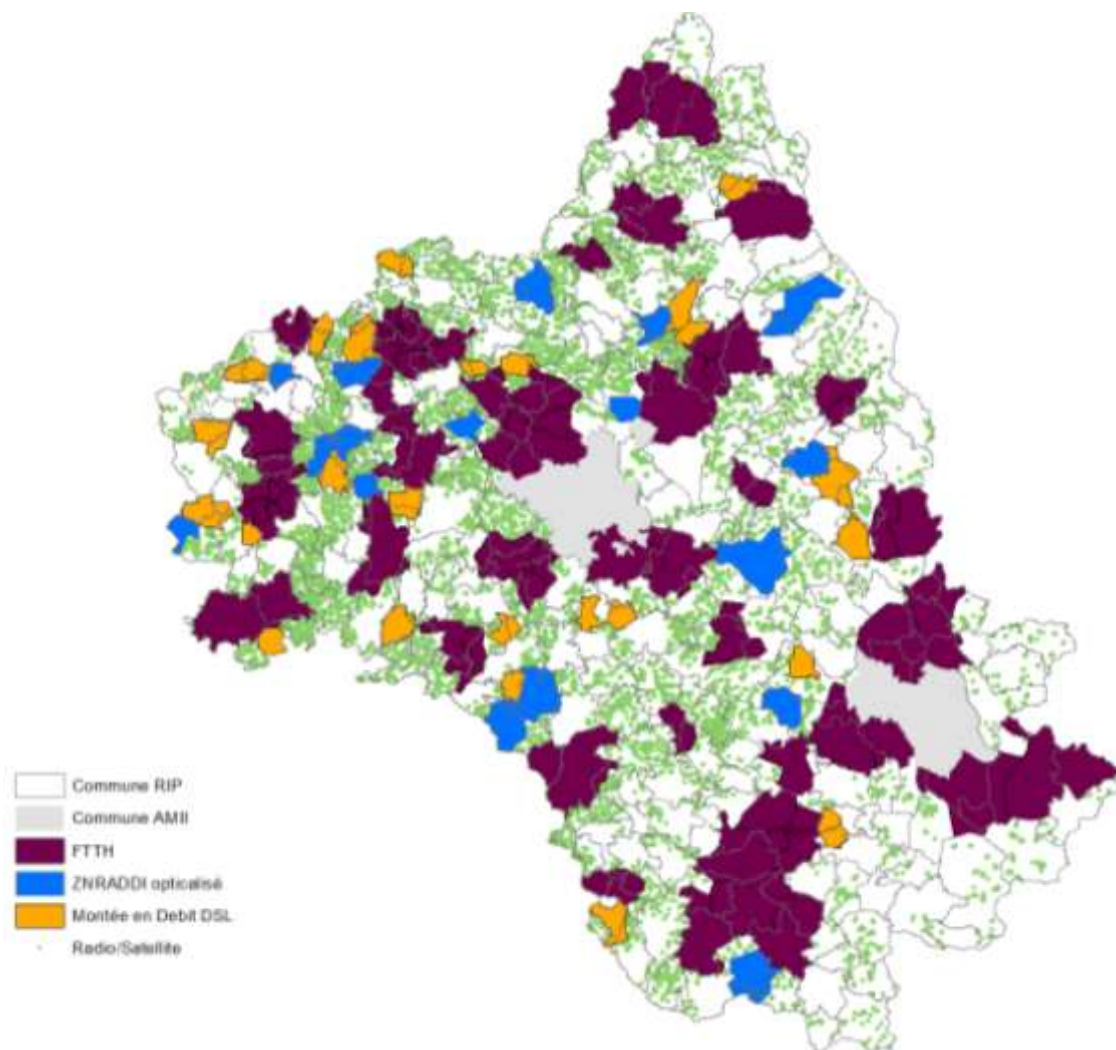 Commune RIP
Commune AMII
FTTH
ZNRADDI opticalisé
Montée en Debit DSL
Radio/Satellite